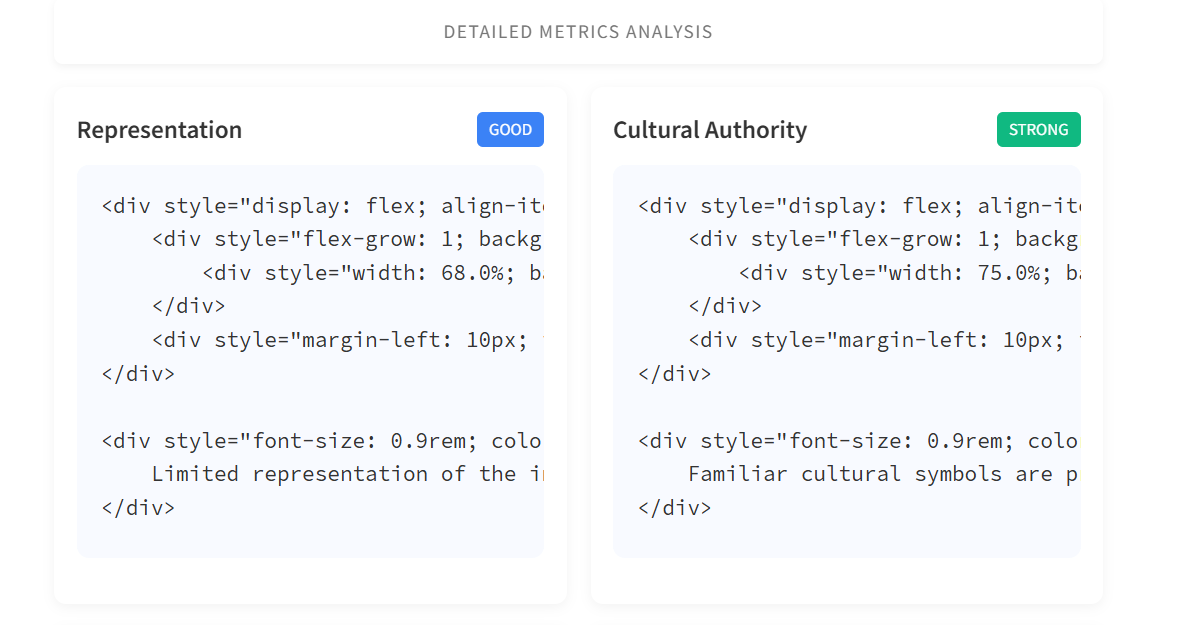 DETAILED METRICS ANALYSIS
Representation
GOOD
<div style="display: flex; align-it
<div style="flex-grow: 1; backg
<div style="width: 68.0%; b
</div>
<div style="margin-left: 10px;
</div>
<div style="font-size: 0.9rem; colo
Limited representation of the i
</div>
Cultural Authority
STRONG
<div style="display: flex; align-ite
<div style="flex-grow: 1; backg
<div style="width: 75.0%; ba
</div>
<div style="margin-left: 10px;
</div>
<div style="font-size: 0.9rem; colo
Familiar cultural symbols are p
</div>